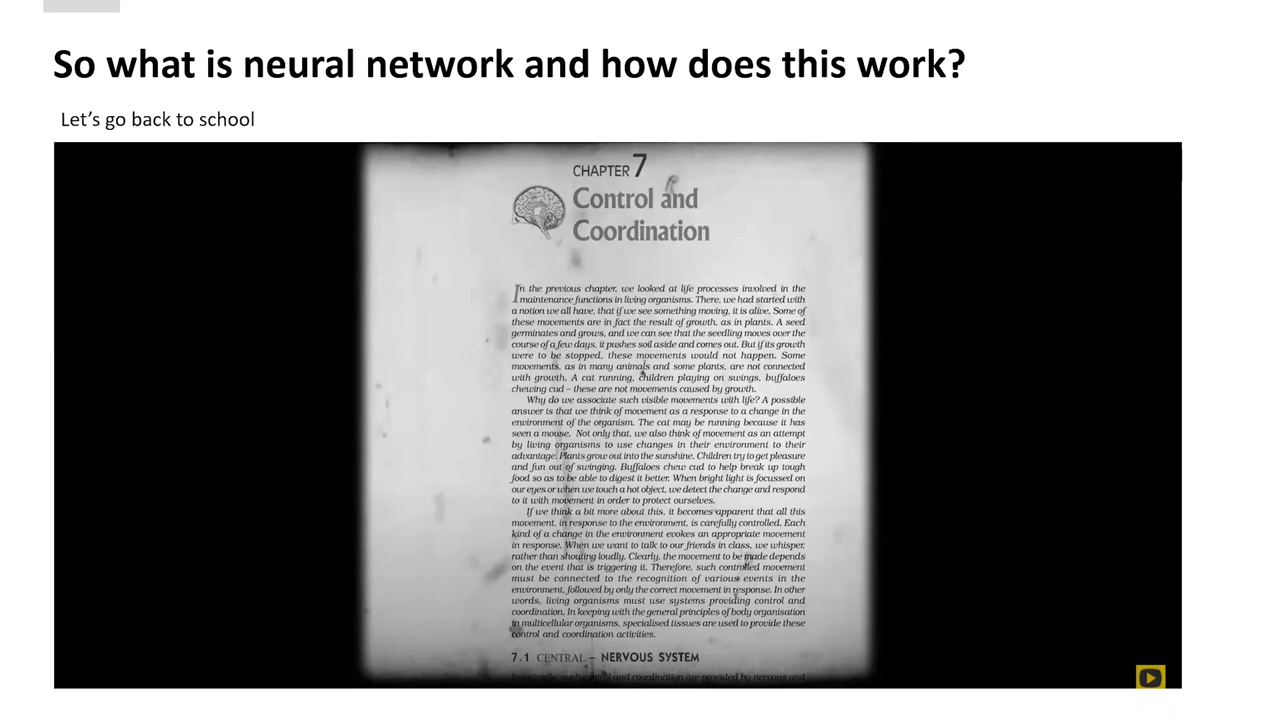 So what is neural network and how does this work?
Let's go back to school
CHAPTER 7
Control and
Coordination
In the previous chapter, we looked at life processes involved in the
maintenance functions in living organisms. There, we had started with
a notion we all have, that if we see something moving, it is alive. Some of
these movements are in fact the result of growth, as in plants. A seed
germinates and grows, and we can see that the seedling moves over the
course of a few days, it pushes soil aside and comes out. But if its growth
were to be stopped, these movements would not happen. Some
movements, as in many animals and some plants, are not connected
with growth. A cat running, children playing on swings, buffaloes
chewing cud – these are not movements caused by growth.
Why do we associate such visible movements with life? A possible
answer is that we think of movement as a response to a change in the
environment of the organism. The cat may be running because it has
seen a mouse. Not only that, we also think of movement as an attempt
by living organisms to use changes in their environment to their
advantage. Plants grow out into the sunshine. Children try to get pleasure
and fun out of swinging. Buffaloes chew cud to help break up tough
food so as to be able to digest it better. When bright light is focussed on
our eyes or when we touch a hot object, we detect the change and respond
to it with movement in order to protect ourselves.
If we think a bit more about this, it becomes apparent that all this
movement, in response to the environment, is carefully controlled. Each
kind of a change in the environment evokes an appropriate movement
in response. When we want to talk to our friends in class, we whisper,
rather than shouting loudly. Clearly, the movement to be made depends
on the event that is triggering it. Therefore, such controlled movement
must be connected to the recognition of various events in the
environment, followed by only the correct movement in response. In other
words, living organisms must use systems providing control and
coordination. In keeping with the general principles of body organisation
in multicellular organisms, specialised tissues are used to provide these
control and coordination activities.
7.1 CENTRAL – NERVOUS SYSTEM
and coordination are provided by nervous and